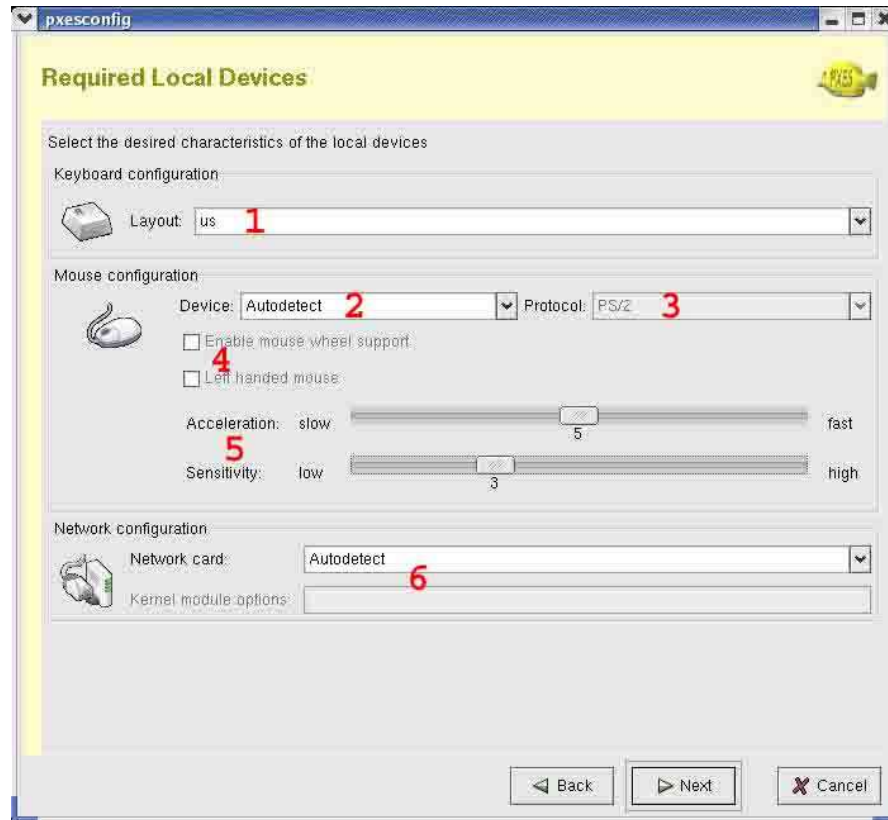 pxesconfig
Required Local Devices
PXES
Select the desired characteristics of the local devices
Keyboard configuration
Layout: us 1
Mouse configuration
Device: Autodetect 2 Protocol: PS/2 3
Enable mouse wheel support
4
Left handed mouse
Acceleration: slow 5 fast
5
Sensitivity: low 3 high
Network configuration
Network card: Autodetect
6
Kernel module options:
Back Next Cancel